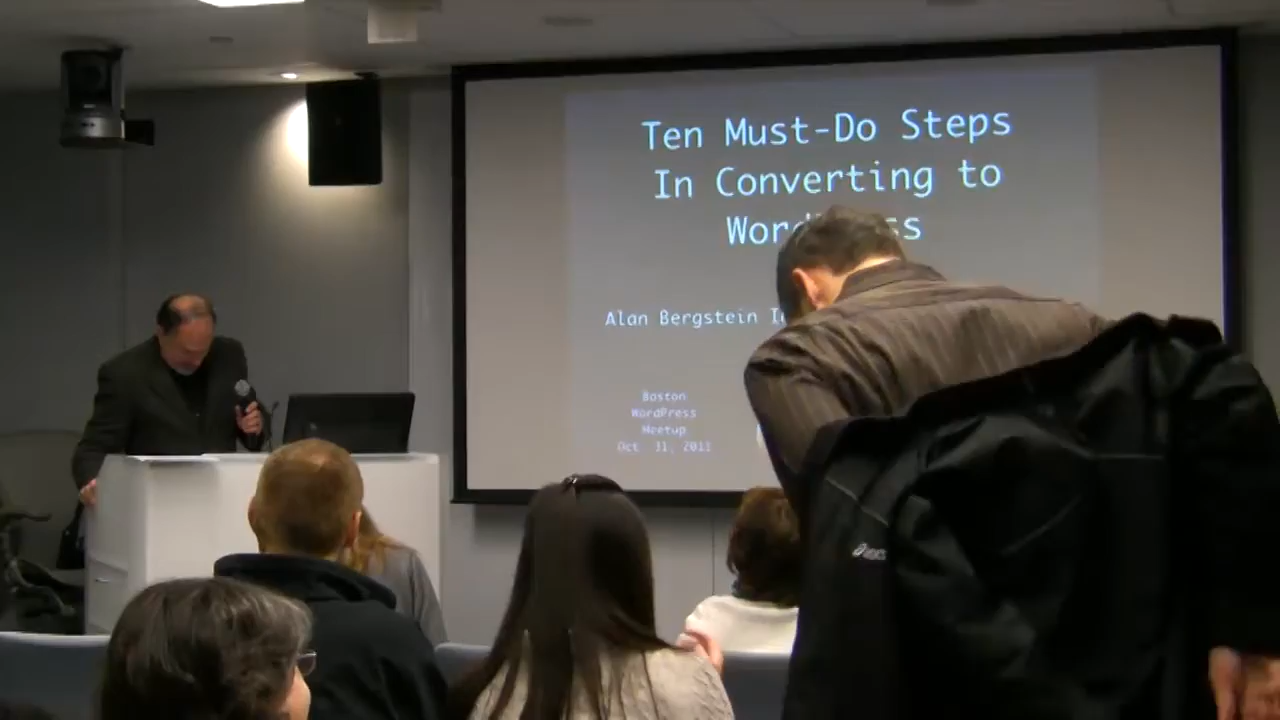 Ten Must-Do Steps
In Converting to
Alan Bergstein
Boston
WordPress
Meetup
Oct 31, 2011
asics